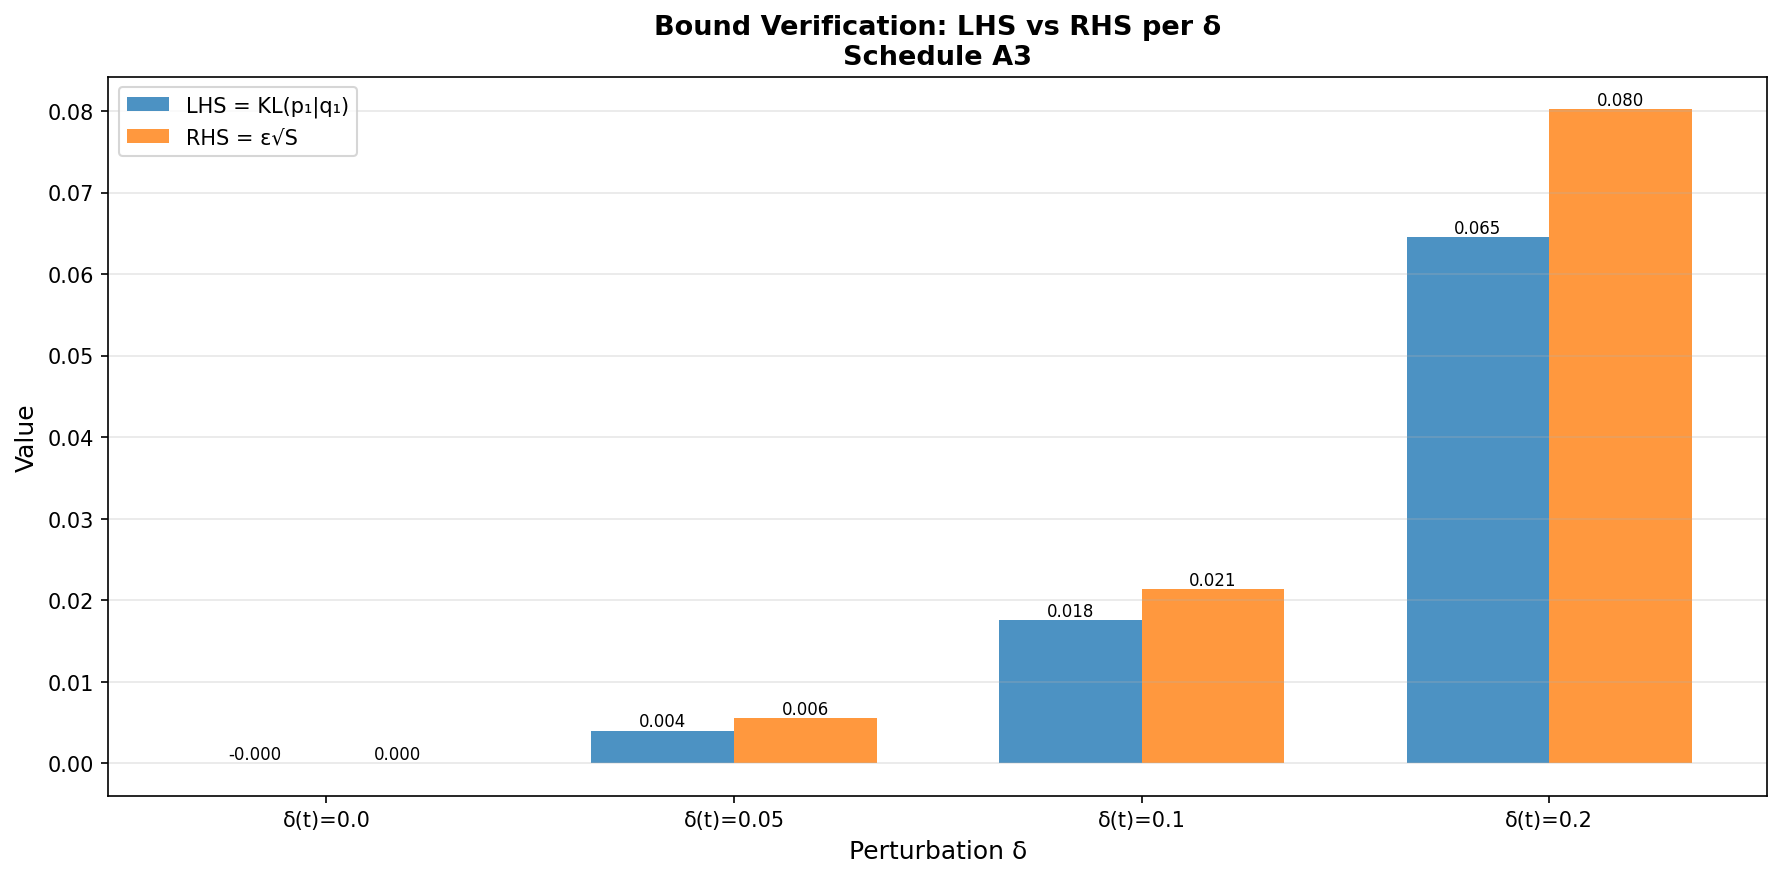 Bound Verification: LHS vs RHS per δ
Schedule A3
LHS = KL(p₁|q₁)
RHS = ε√S
Value
0.08
0.07
0.06
0.05
0.04
0.03
0.02
0.01
0.00
-0.000
0.000
0.004
0.006
0.018
0.021
0.065
0.080
δ(t)=0.0
δ(t)=0.05
δ(t)=0.1
δ(t)=0.2
Perturbation δ